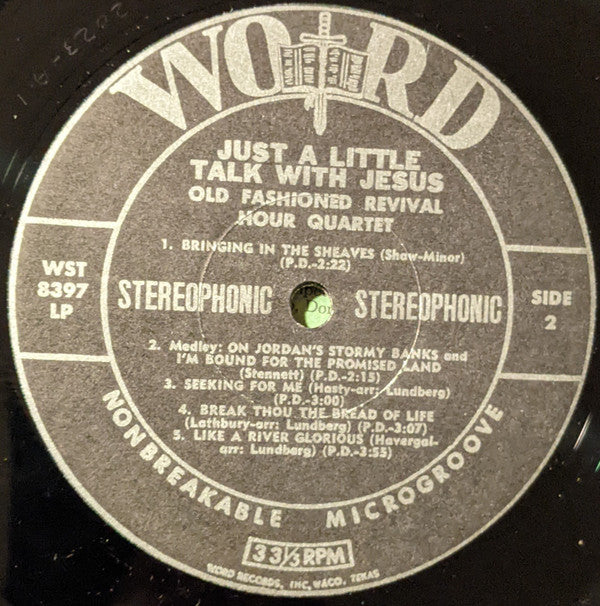 2023-A-1
WORD
JUST A LITTLE
TALK WITH JESUS
OLD FASHIONED REVIVAL
HOUR QUARTET
1. BRINGING IN THE SHEAVES (Shaw-Minor)
(P.D.-2:22)
WST
8397
LP
STEREOPHONIC
STEREOPHONIC
SIDE
2
2. Medley: ON JORDAN'S STORMY BANKS and
I'M BOUND FOR THE PROMISED LAND
(Stennett) (P.D.-2:15)
3. SEEKING FOR ME (Hasty-arr: Lundberg)
(P.D.-3:00)
4. BREAK THOU THE BREAD OF LIFE
(Lathbury-arr: Lundberg) (P.D.-3:07)
5. LIKE A RIVER GLORIOUS (Havergal-
arr: Lundberg) (P.D.-3:55)
NONBREAKABLE MICROGROOVE
33⅓ RPM
WORD RECORDS, INC. WACO, TEXAS